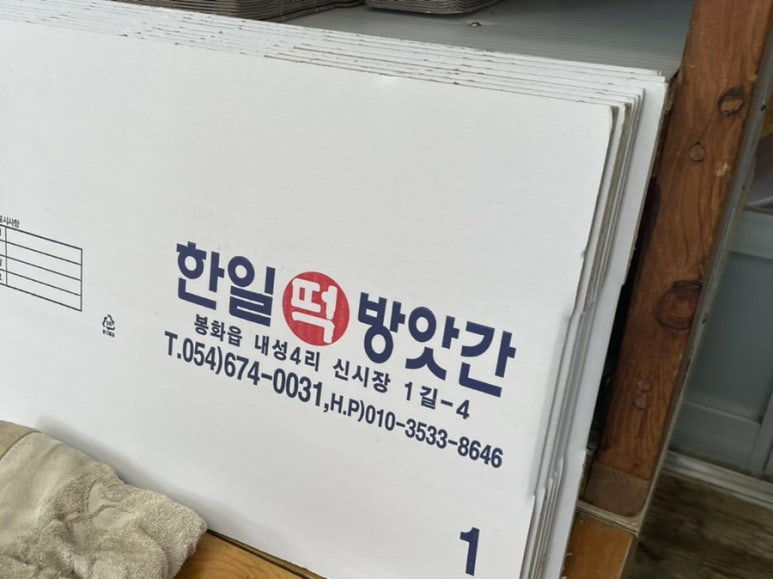 한일 떡 방앗간
봉화읍 내성4리 신시장 1길-4
T.054)674-0031,H.P)010-3533-8646
1